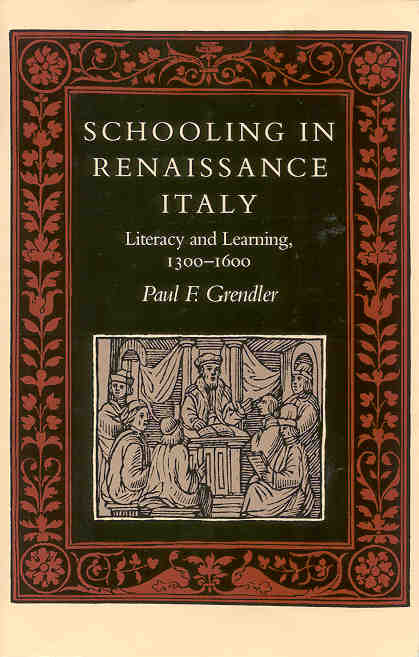 SCHOOLING IN
RENAISSANCE
ITALY
Literacy and Learning,
1300–1600
Paul F. Grendler